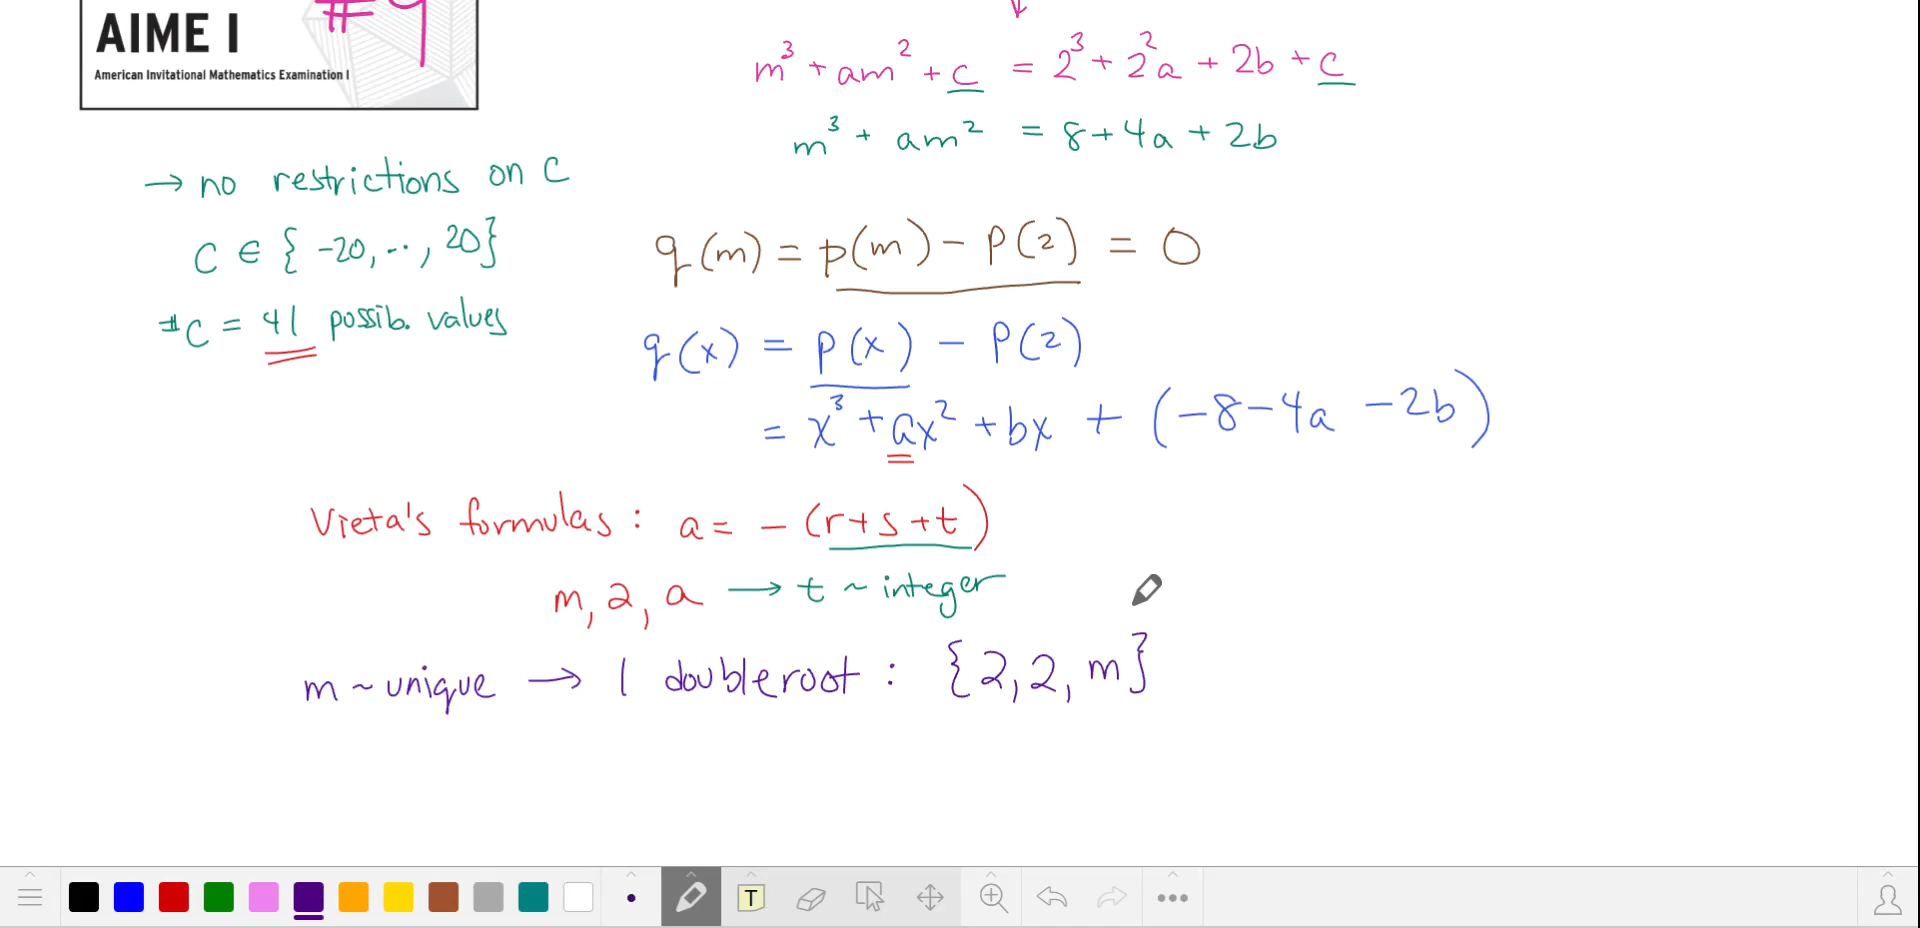 #9
AIME I
American Invitational Mathematics Examination I
m³ + am² + c = 2³ + 2²a + 2b + c
m³ + am² = 8 + 4a + 2b
→ no restrictions on C
C ∈ { -20, .. , 20}
#C = 41 possib. values
q(m) = p(m) - p(2) = 0
q(x) = p(x) - P(2)
= x³ + ax² + bx + (-8 - 4a - 2b)
Vieta's formulas : a = - (r + s + t)
m, 2, a → t ~ integer
m ~ unique → 1 double root : {2, 2, m}
T